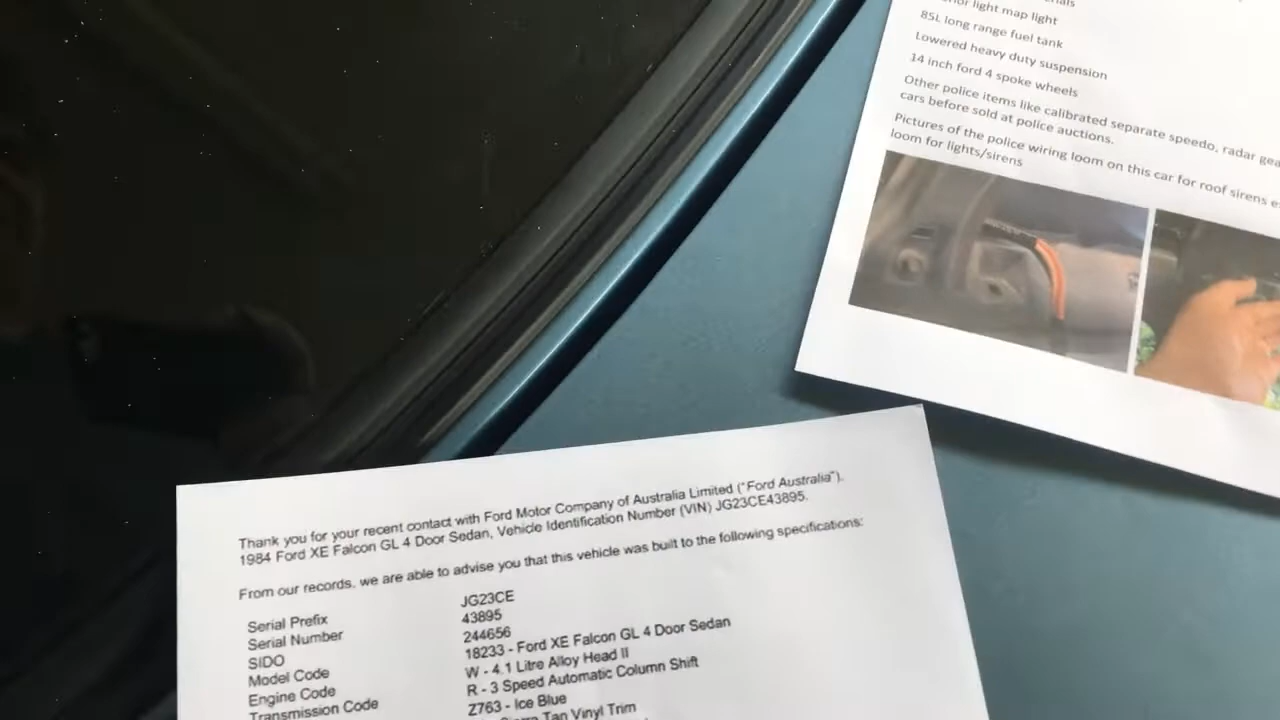 light map light
85L long range fuel tank
Lowered heavy duty suspension
14 inch ford 4 spoke wheels
Other police items like calibrated separate speedo, radar
cars before sold at police auctions.
Pictures of the police wiring loom on this car for roof sirens
loom for lights/sirens
Thank you for your recent contact with Ford Motor Company of Australia Limited ("Ford Australia").
1984 Ford XE Falcon GL 4 Door Sedan, Vehicle Identification Number (VIN) JG23CE43895.
From our records, we are able to advise you that this vehicle was built to the following specifications:
Serial Prefix JG23CE
Serial Number 43895
SIDO 244656
Model Code 18233 - Ford XE Falcon GL 4 Door Sedan
Engine Code W - 4.1 Litre Alloy Head II
Transmission Code R - 3 Speed Automatic Column Shift
Z763 - Ice Blue
Tan Vinyl Trim